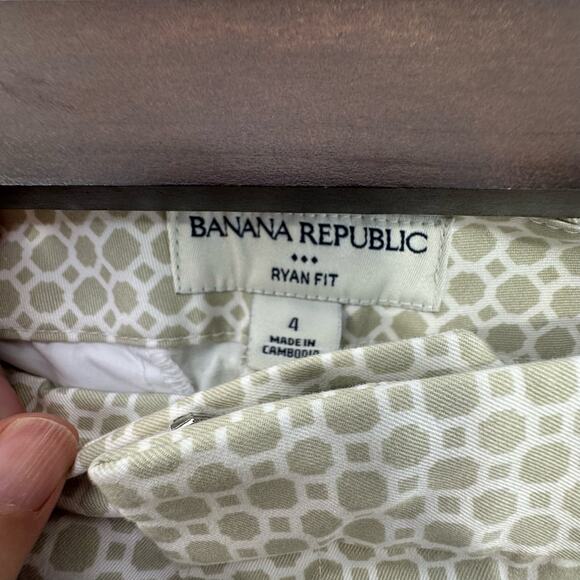 BANANA REPUBLIC
RYAN FIT
4
MADE IN
CAMBODIA